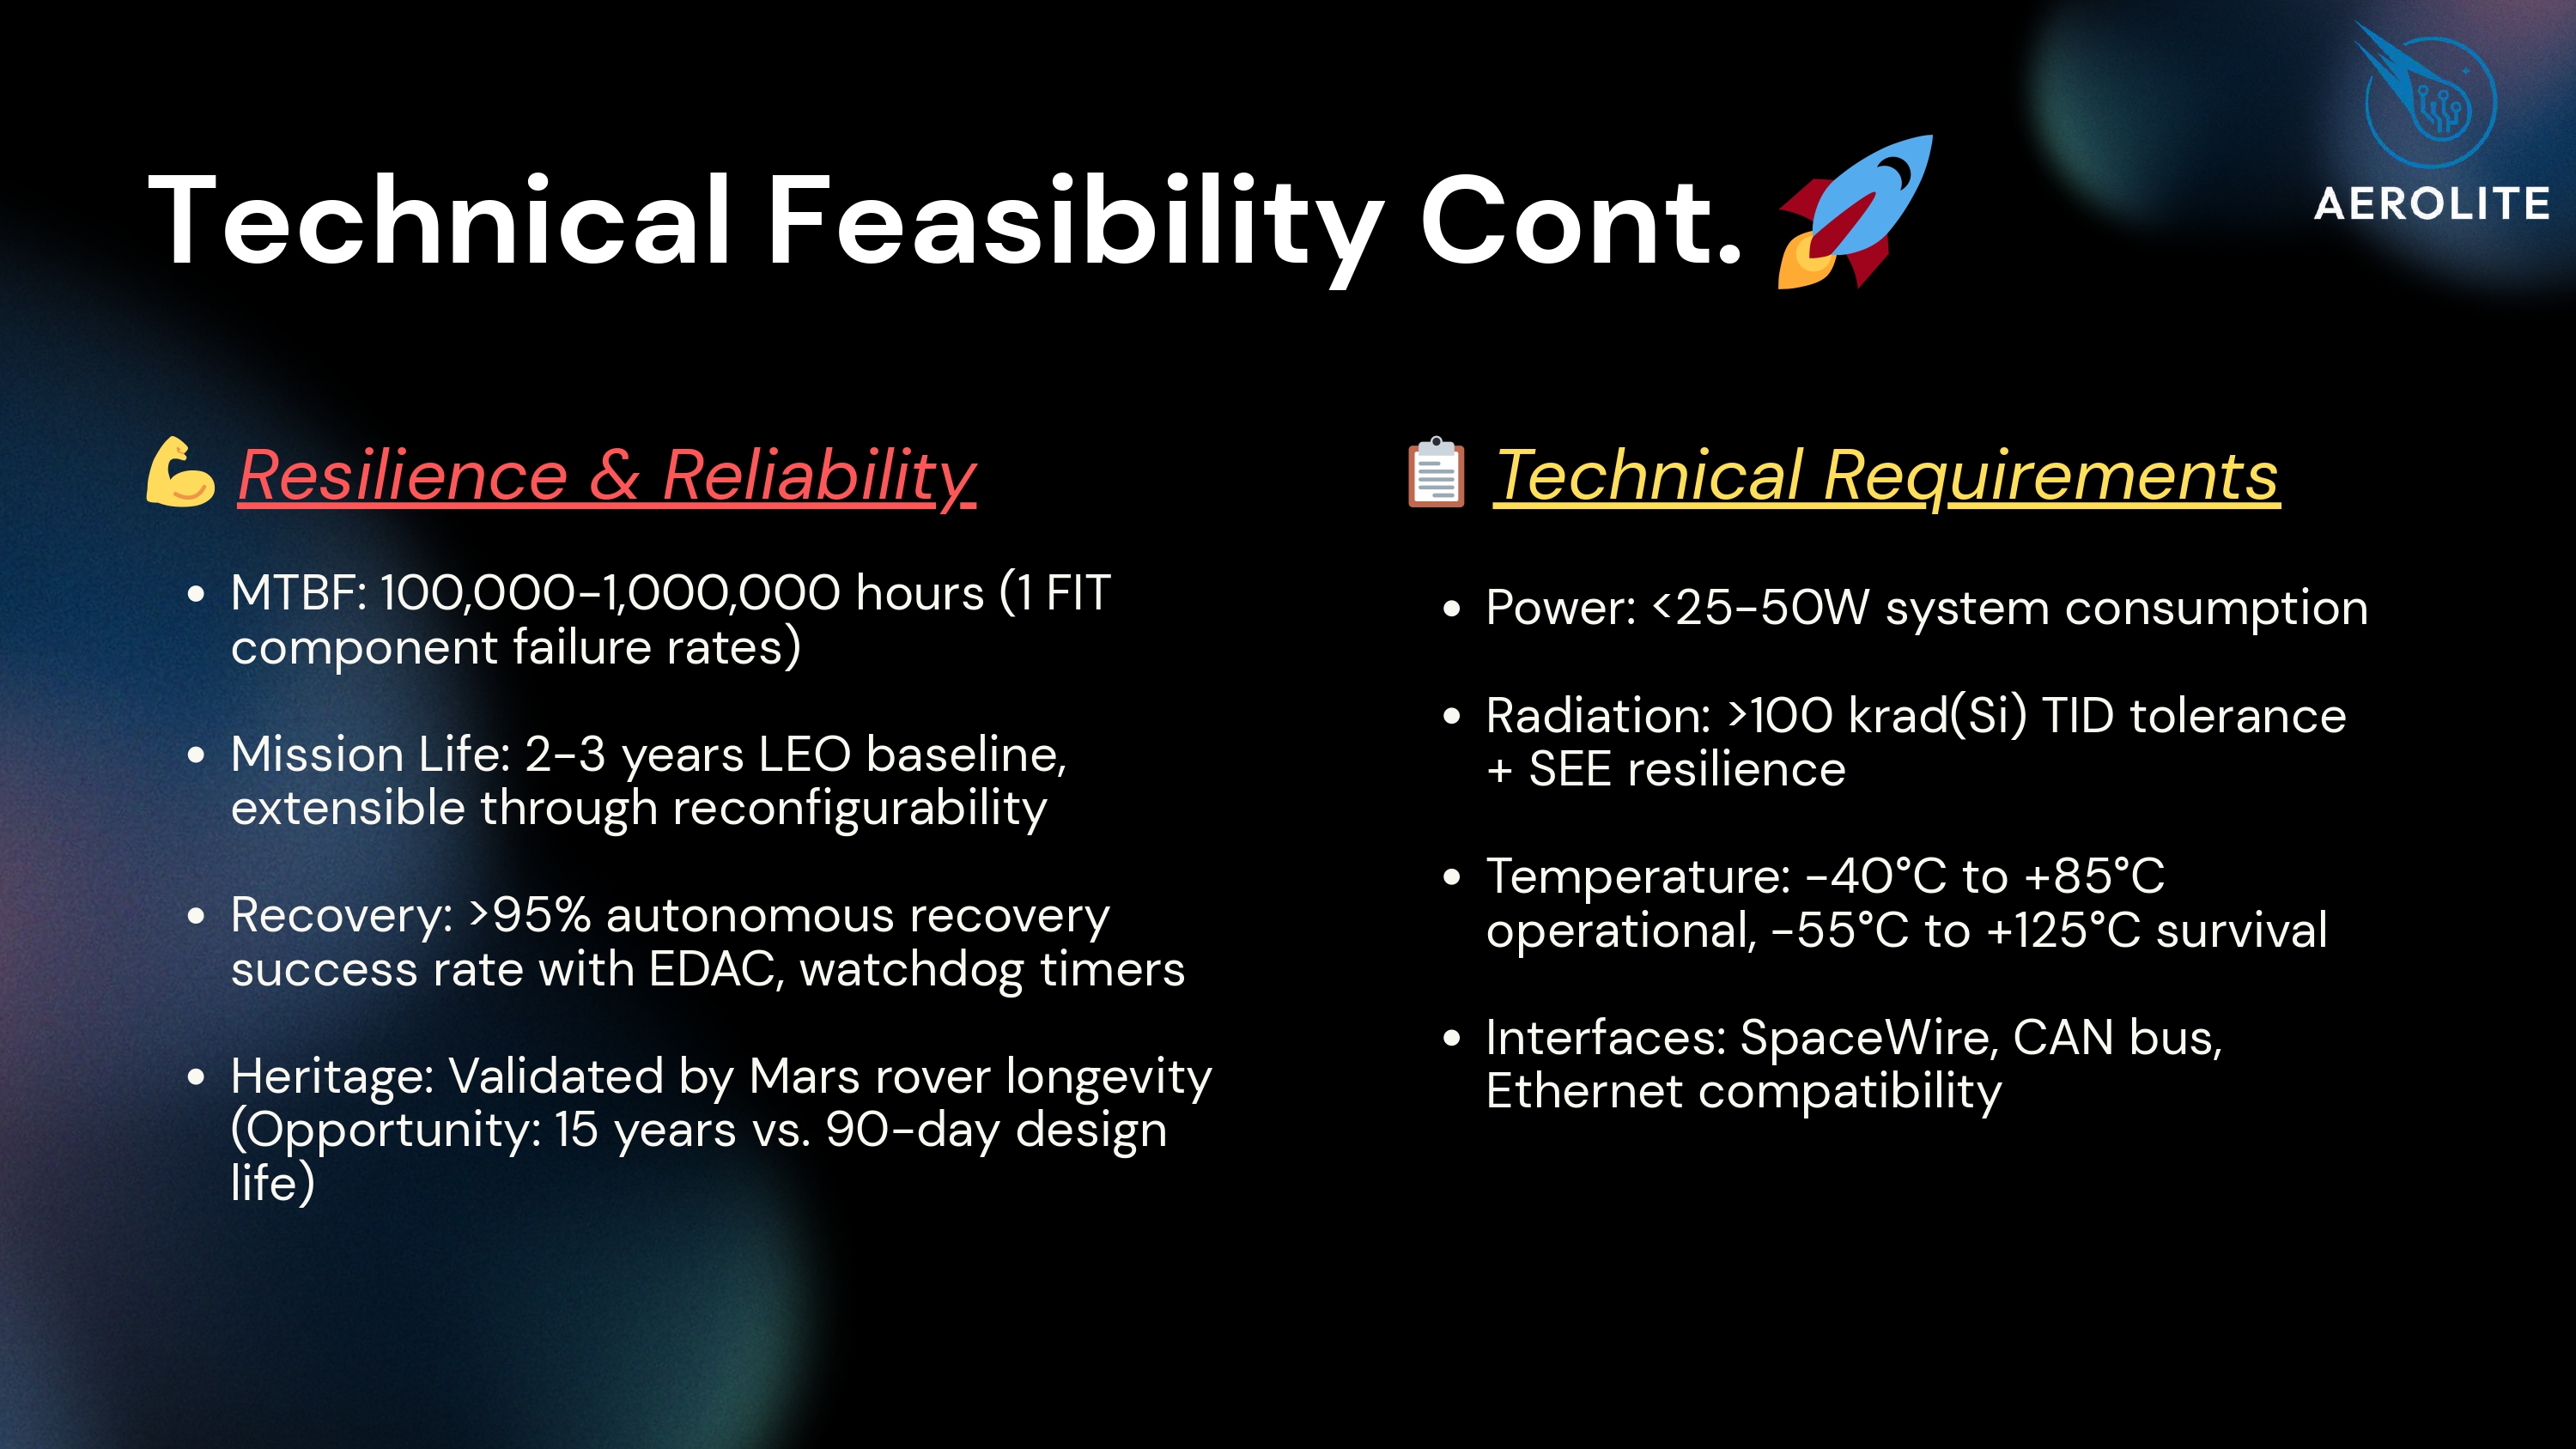 AEROLITE
Technical Feasibility Cont. 🚀
💪 Resilience & Reliability
• MTBF: 100,000-1,000,000 hours (1 FIT
component failure rates)
• Mission Life: 2-3 years LEO baseline,
extensible through reconfigurability
• Recovery: >95% autonomous recovery
success rate with EDAC, watchdog timers
• Heritage: Validated by Mars rover longevity
(Opportunity: 15 years vs. 90-day design
life)
📋 Technical Requirements
• Power: <25-50W system consumption
• Radiation: >100 krad(Si) TID tolerance
+ SEE resilience
• Temperature: -40°C to +85°C
operational, -55°C to +125°C survival
• Interfaces: SpaceWire, CAN bus,
Ethernet compatibility